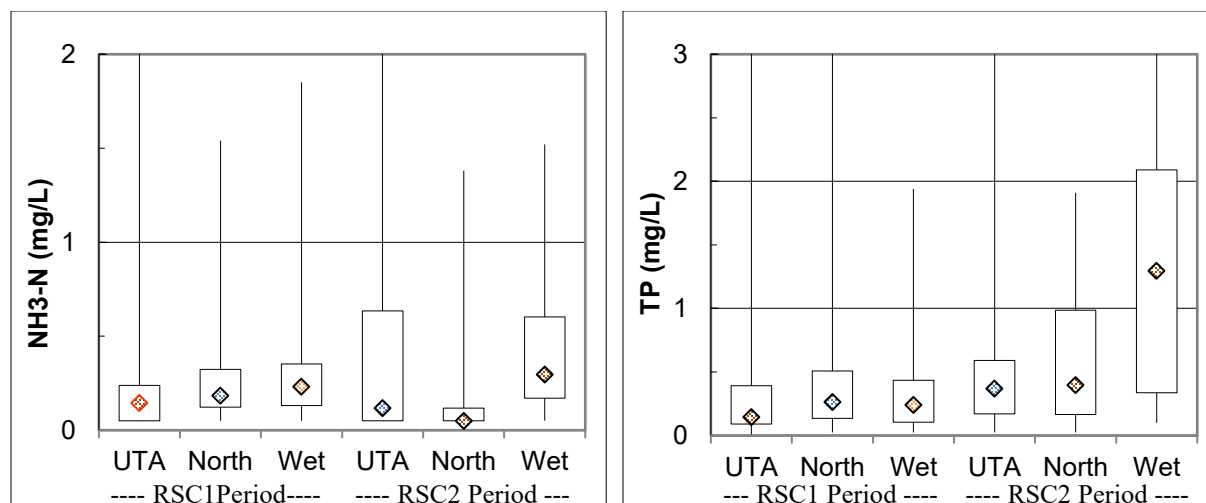 NH3-N (mg/L)
2
1
0
UTA North Wet UTA North Wet
---- RSC1Period---- ---- RSC2 Period ---
TP (mg/L)
3
2
1
0
UTA North Wet UTA North Wet
--- RSC1 Period ---- ---- RSC2 Period ----